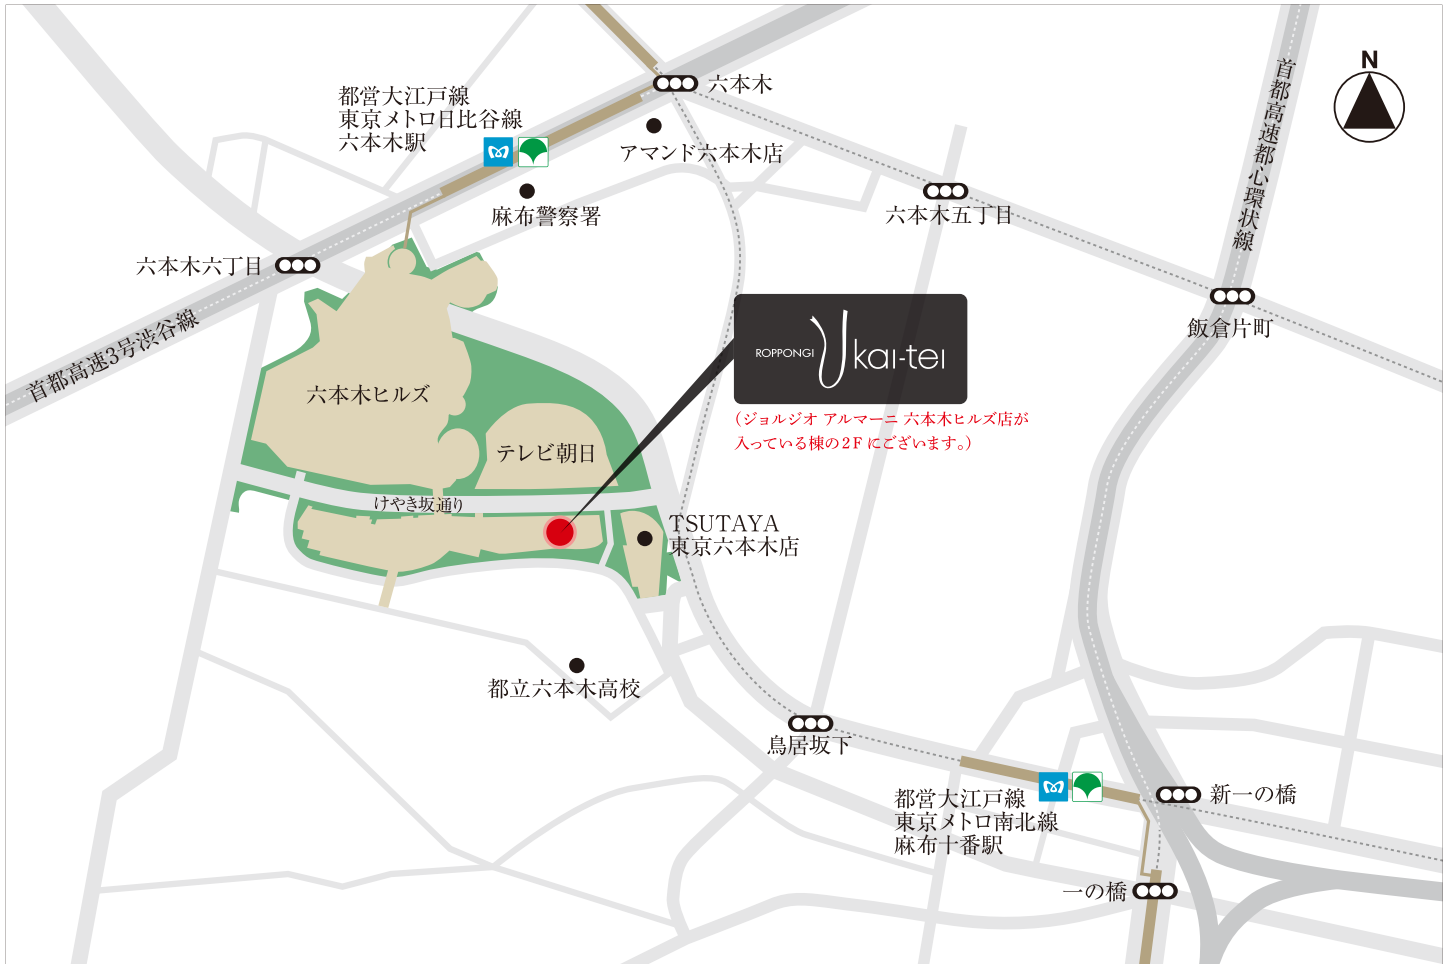 N
首都高速都心環状線
六本木
都営大江戸線
東京メトロ日比谷線
六本木駅
アマンド六本木店
麻布警察署
六本木五丁目
六本木六丁目
首都高速3号渋谷線
飯倉片町
ROPPONGI
Ukai-tei
(ジョルジオ アルマーニ 六本木ヒルズ店が
入っている棟の2F にございます。)
六本木ヒルズ
テレビ朝日
けやき坂通り
TSUTAYA
東京六本木店
都立六本木高校
鳥居坂下
都営大江戸線
東京メトロ南北線
麻布十番駅
新一の橋
一の橋